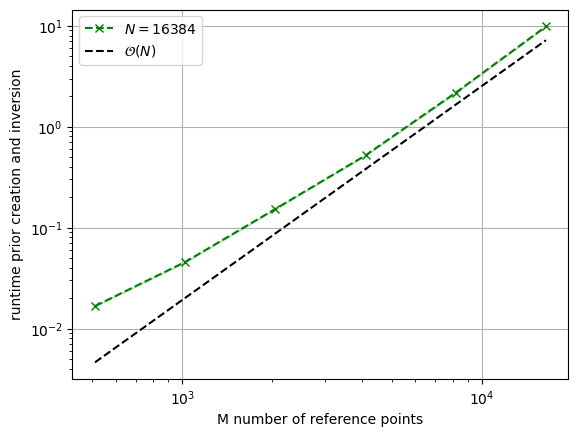 N = 16384
𝒪(N)
runtime prior creation and inversion
10¹
10⁰
10⁻¹
10⁻²
10³
10⁴
M number of reference points